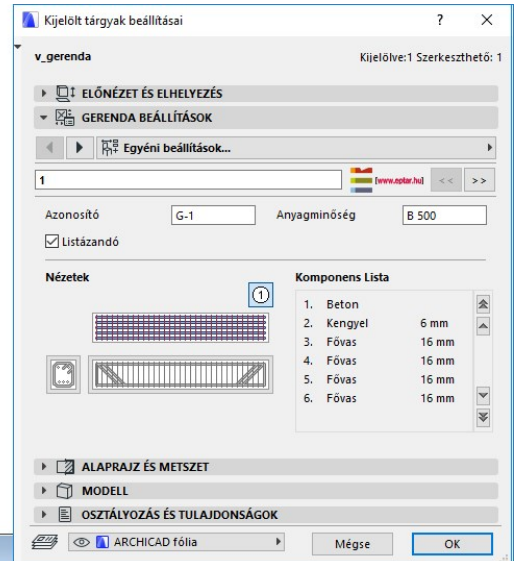 Kijelölt tárgyak beállításai ? ×
v_gerenda Kijelölve:1 Szerkeszthető: 1
ELŐNÉZET ÉS ELHELYEZÉS
GERENDA BEÁLLÍTÁSOK
Egyéni beállítások...
1 [www.eptar.hu] << >>
Azonosító G-1 Anyagminőség B 500
Listázandó
Nézetek Komponens Lista
1
1. Beton
2. Kengyel 6 mm
3. Fővas 16 mm
4. Fővas 16 mm
5. Fővas 16 mm
6. Fővas 16 mm
ALAPRAJZ ÉS METSZET
MODELL
OSZTÁLYOZÁS ÉS TULAJDONSÁGOK
ARCHICAD fólia Mégse OK